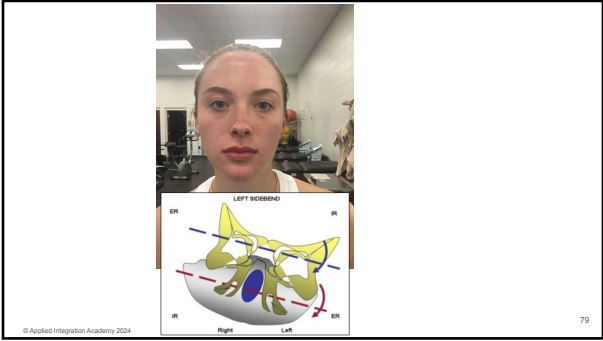 LEFT SIDEBEND
ER IR
IR ER
Right Left
© Applied Integration Academy 2024
79